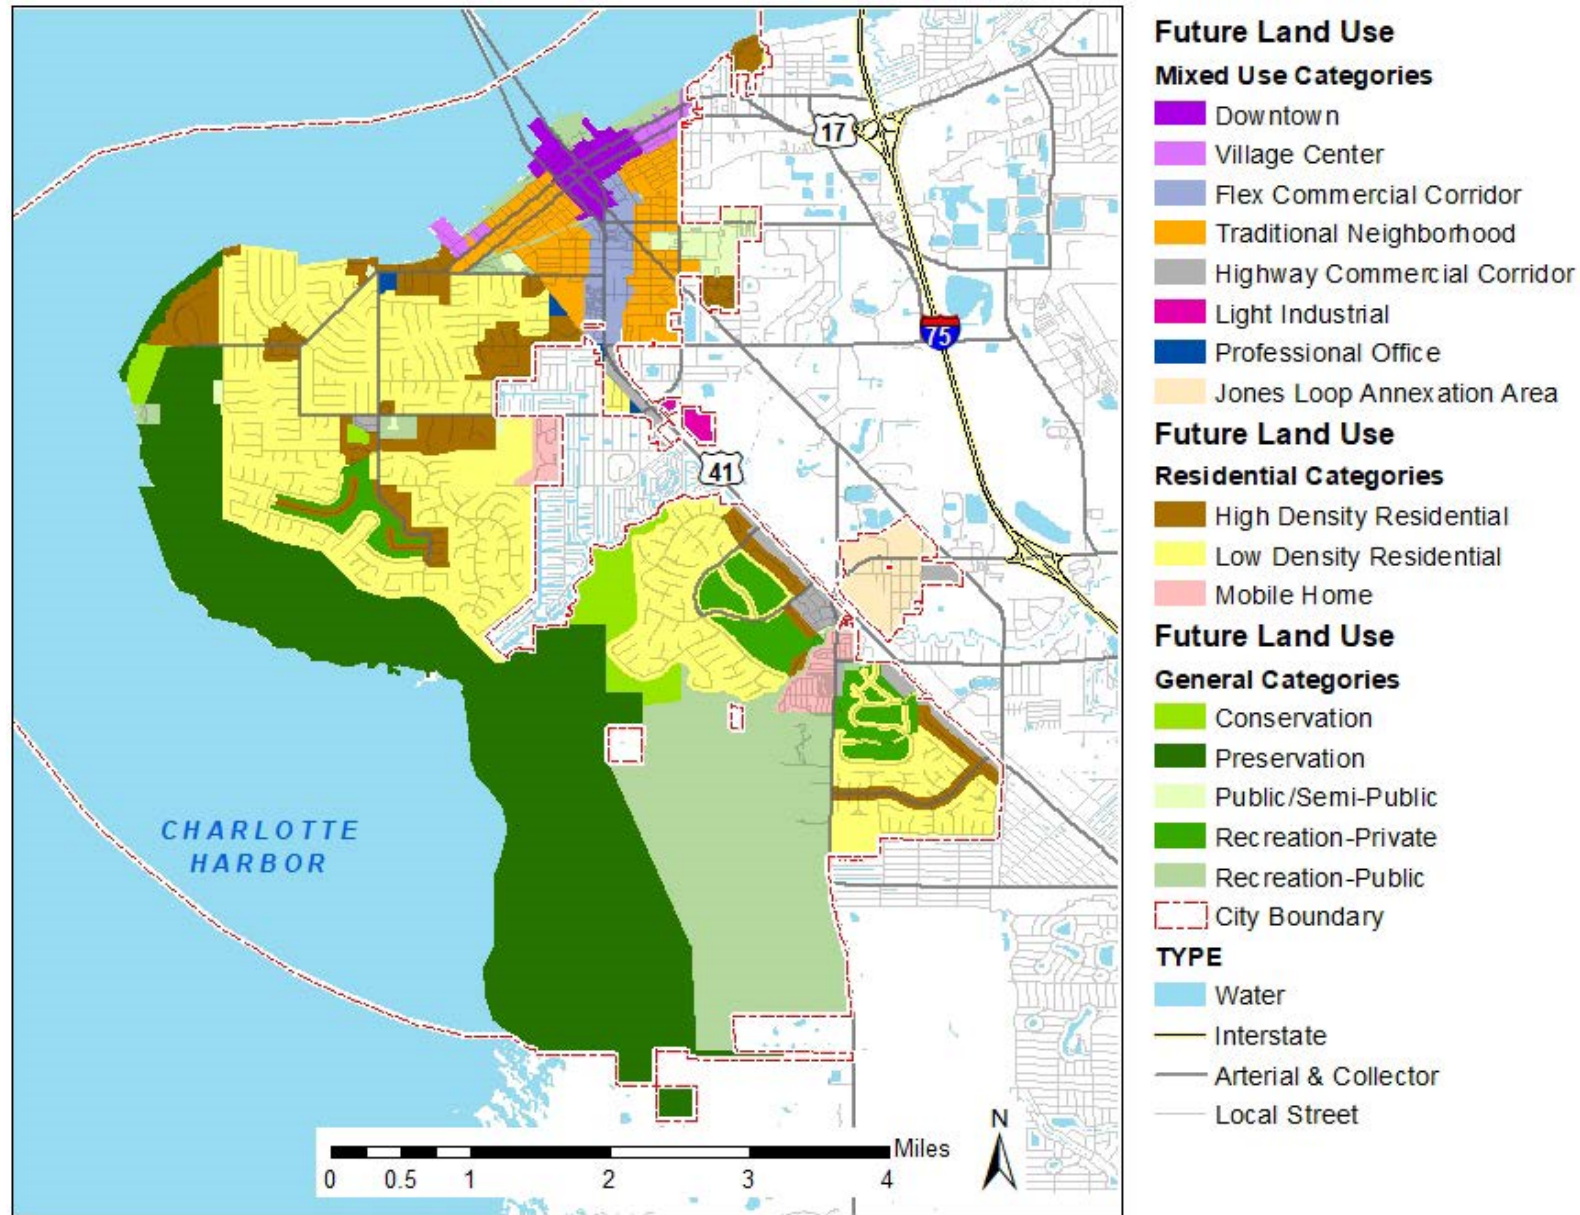 17
75
41
CHARLOTTE
HARBOR
N
Miles
0 0.5 1 2 3 4
Future Land Use
Mixed Use Categories
Downtown
Village Center
Flex Commercial Corridor
Traditional Neighborhood
Highway Commercial Corridor
Light Industrial
Professional Office
Jones Loop Annexation Area
Future Land Use
Residential Categories
High Density Residential
Low Density Residential
Mobile Home
Future Land Use
General Categories
Conservation
Preservation
Public/Semi-Public
Recreation-Private
Recreation-Public
City Boundary
TYPE
Water
Interstate
Arterial & Collector
Local Street